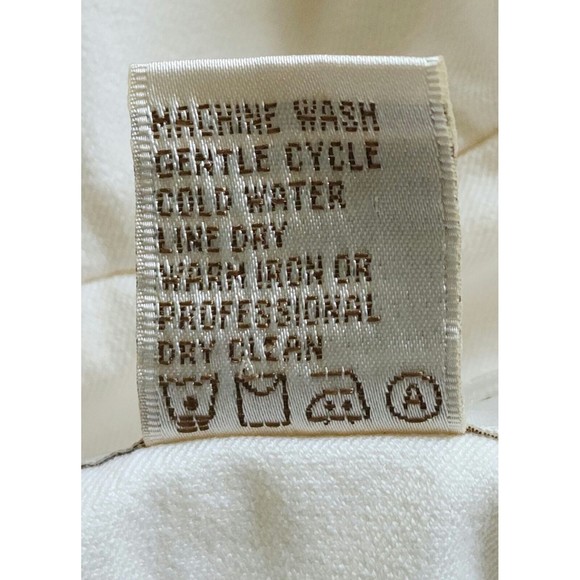 MACHINE WASH
GENTLE CYCLE
COLD WATER
LINE DRY
WARM IRON OR
PROFESSIONAL
DRY CLEAN
A